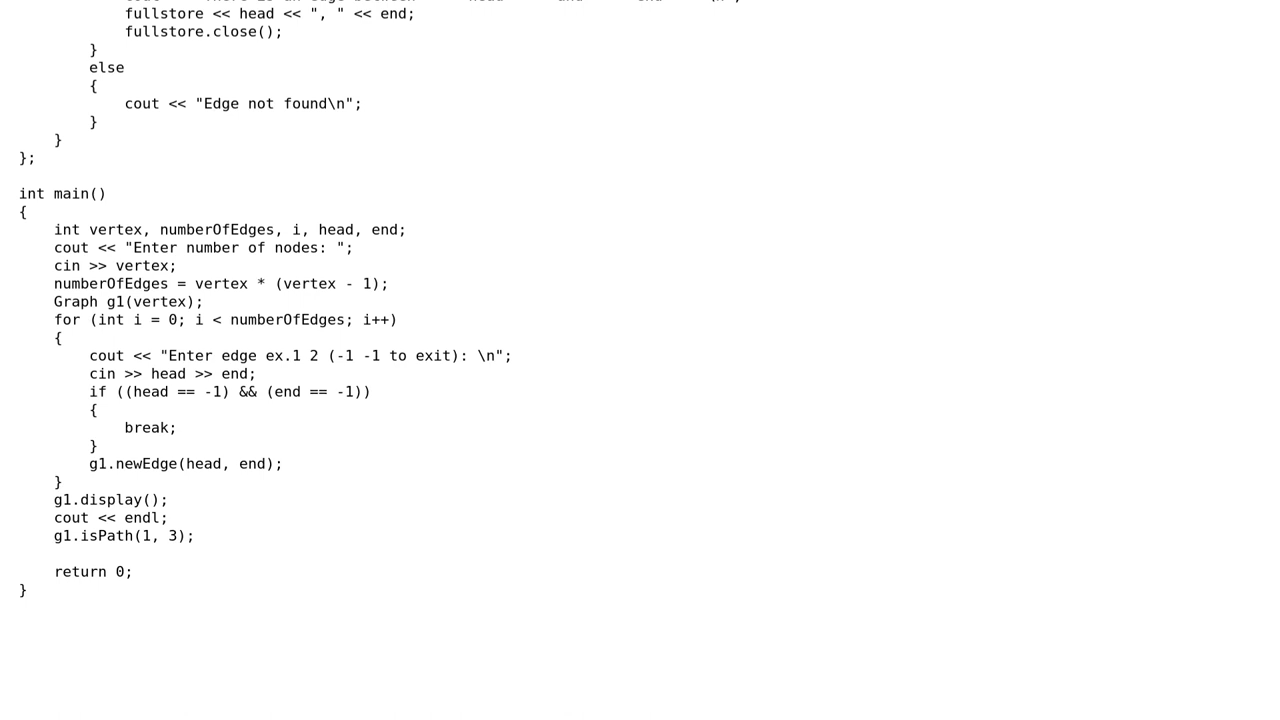 fullstore << head << ", " << end;
fullstore.close();
}
else
{
cout << "Edge not found\n";
}
}
};
int main()
{
int vertex, numberOfEdges, i, head, end;
cout << "Enter number of nodes: ";
cin >> vertex;
numberOfEdges = vertex * (vertex - 1);
Graph g1(vertex);
for (int i = 0; i < numberOfEdges; i++)
{
cout << "Enter edge ex.1 2 (-1 -1 to exit): \n";
cin >> head >> end;
if ((head == -1) && (end == -1))
{
break;
}
g1.newEdge(head, end);
}
g1.display();
cout << endl;
g1.isPath(1, 3);
return 0;
}